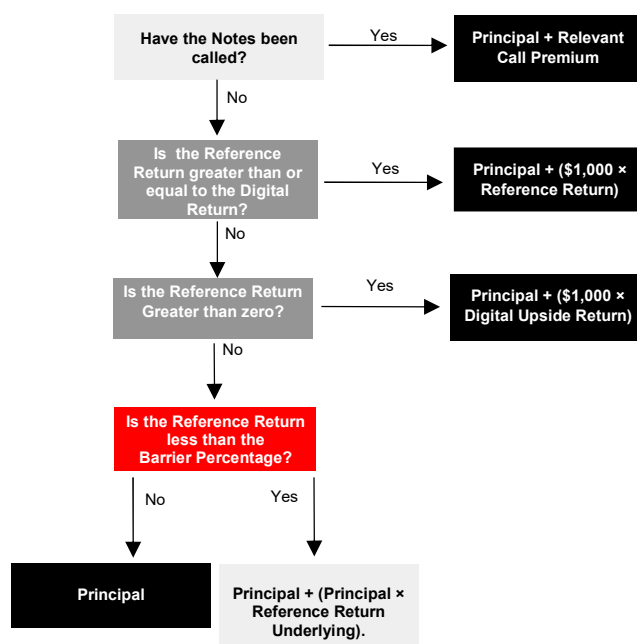 Have the Notes been
called?
Yes
Principal + Relevant
Call Premium
No
Is the Reference
Return greater than or
equal to the Digital
Return?
Yes
Principal + ($1,000 ×
Reference Return)
No
Is the Reference Return
Greater than zero?
Yes
Principal + ($1,000 ×
Digital Upside Return)
No
Is the Reference Return
less than the
Barrier Percentage?
No
Yes
Principal
Principal + (Principal ×
Reference Return
Underlying).